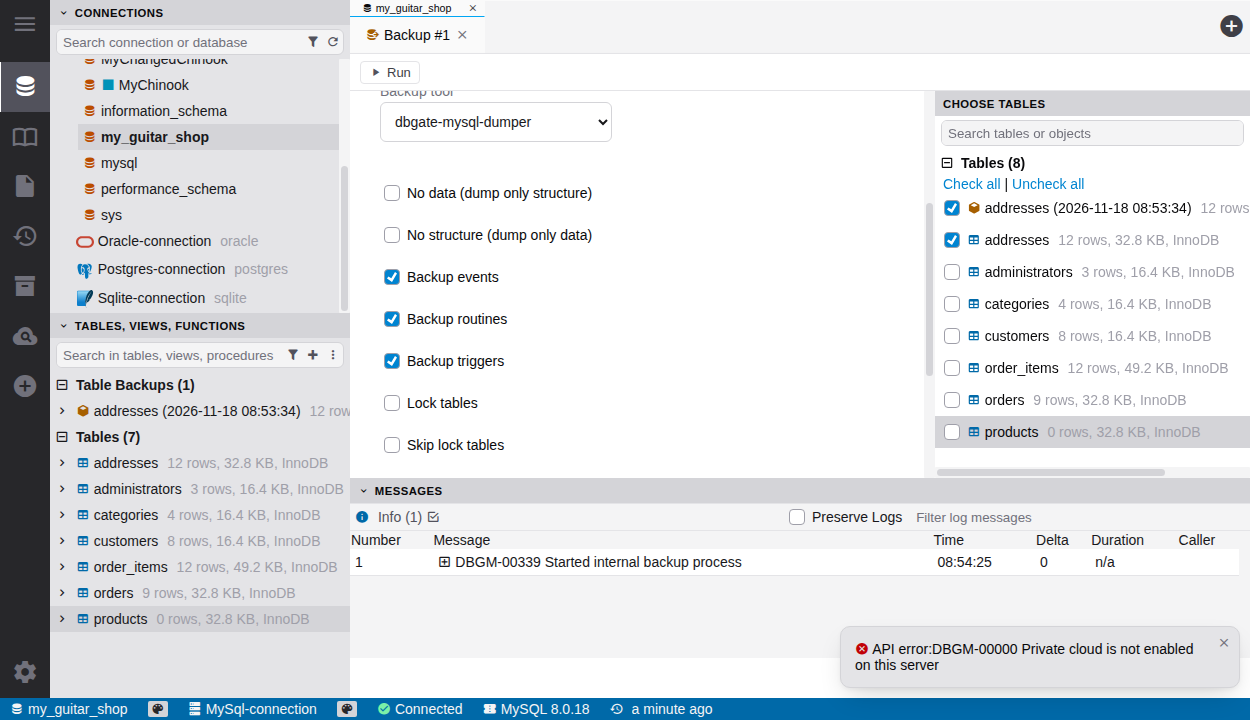 CONNECTIONS
Search connection or database
MyChangedChinook
MyChinook
information_schema
my_guitar_shop
mysql
performance_schema
sys
Oracle-connection oracle
Postgres-connection postgres
Sqlite-connection sqlite
TABLES, VIEWS, FUNCTIONS
Search in tables, views, procedures
Table Backups (1)
addresses (2026-11-18 08:53:34) 12 row
Tables (7)
addresses 12 rows, 32.8 KB, InnoDB
administrators 3 rows, 16.4 KB, InnoDB
categories 4 rows, 16.4 KB, InnoDB
customers 8 rows, 16.4 KB, InnoDB
order_items 12 rows, 49.2 KB, InnoDB
orders 9 rows, 32.8 KB, InnoDB
products 0 rows, 32.8 KB, InnoDB
my_guitar_shop
Backup #1
Run
Backup tool
dbgate-mysql-dumper
No data (dump only structure)
No structure (dump only data)
Backup events
Backup routines
Backup triggers
Lock tables
Skip lock tables
CHOOSE TABLES
Search tables or objects
Tables (8)
Check all | Uncheck all
addresses (2026-11-18 08:53:34) 12 rows
addresses 12 rows, 32.8 KB, InnoDB
administrators 3 rows, 16.4 KB, InnoDB
categories 4 rows, 16.4 KB, InnoDB
customers 8 rows, 16.4 KB, InnoDB
order_items 12 rows, 49.2 KB, InnoDB
orders 9 rows, 32.8 KB, InnoDB
products 0 rows, 32.8 KB, InnoDB
MESSAGES
Info (1) Preserve Logs Filter log messages
Number Message Time Delta Duration Caller
1 DBGM-00339 Started internal backup process 08:54:25 0 n/a
API error:DBGM-00000 Private cloud is not enabled
on this server
my_guitar_shop MySql-connection Connected MySQL 8.0.18 a minute ago